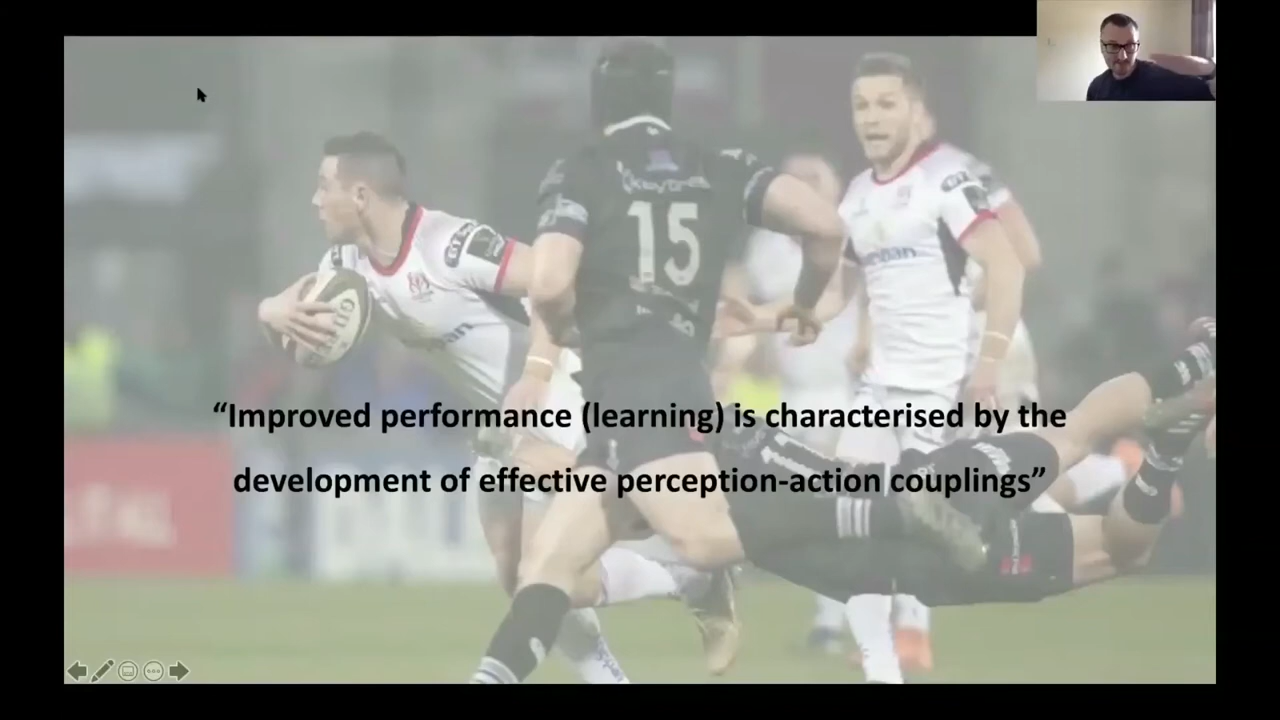 15
“Improved performance (learning) is characterised by the
development of effective perception-action couplings”